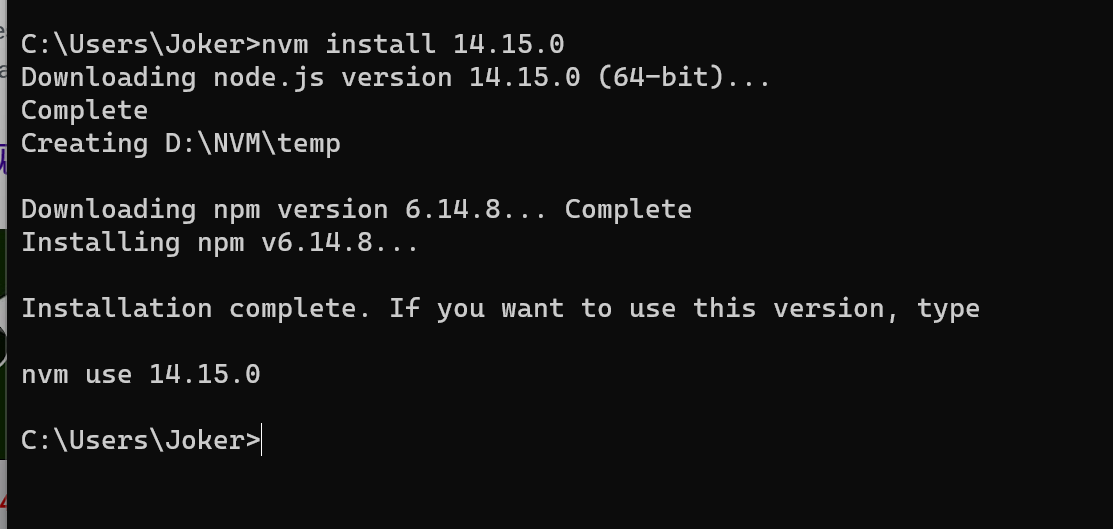 C:\Users\Joker>nvm install 14.15.0
Downloading node.js version 14.15.0 (64-bit)...
Complete
Creating D:\NVM\temp
Downloading npm version 6.14.8... Complete
Installing npm v6.14.8...
Installation complete. If you want to use this version, type
nvm use 14.15.0
C:\Users\Joker>